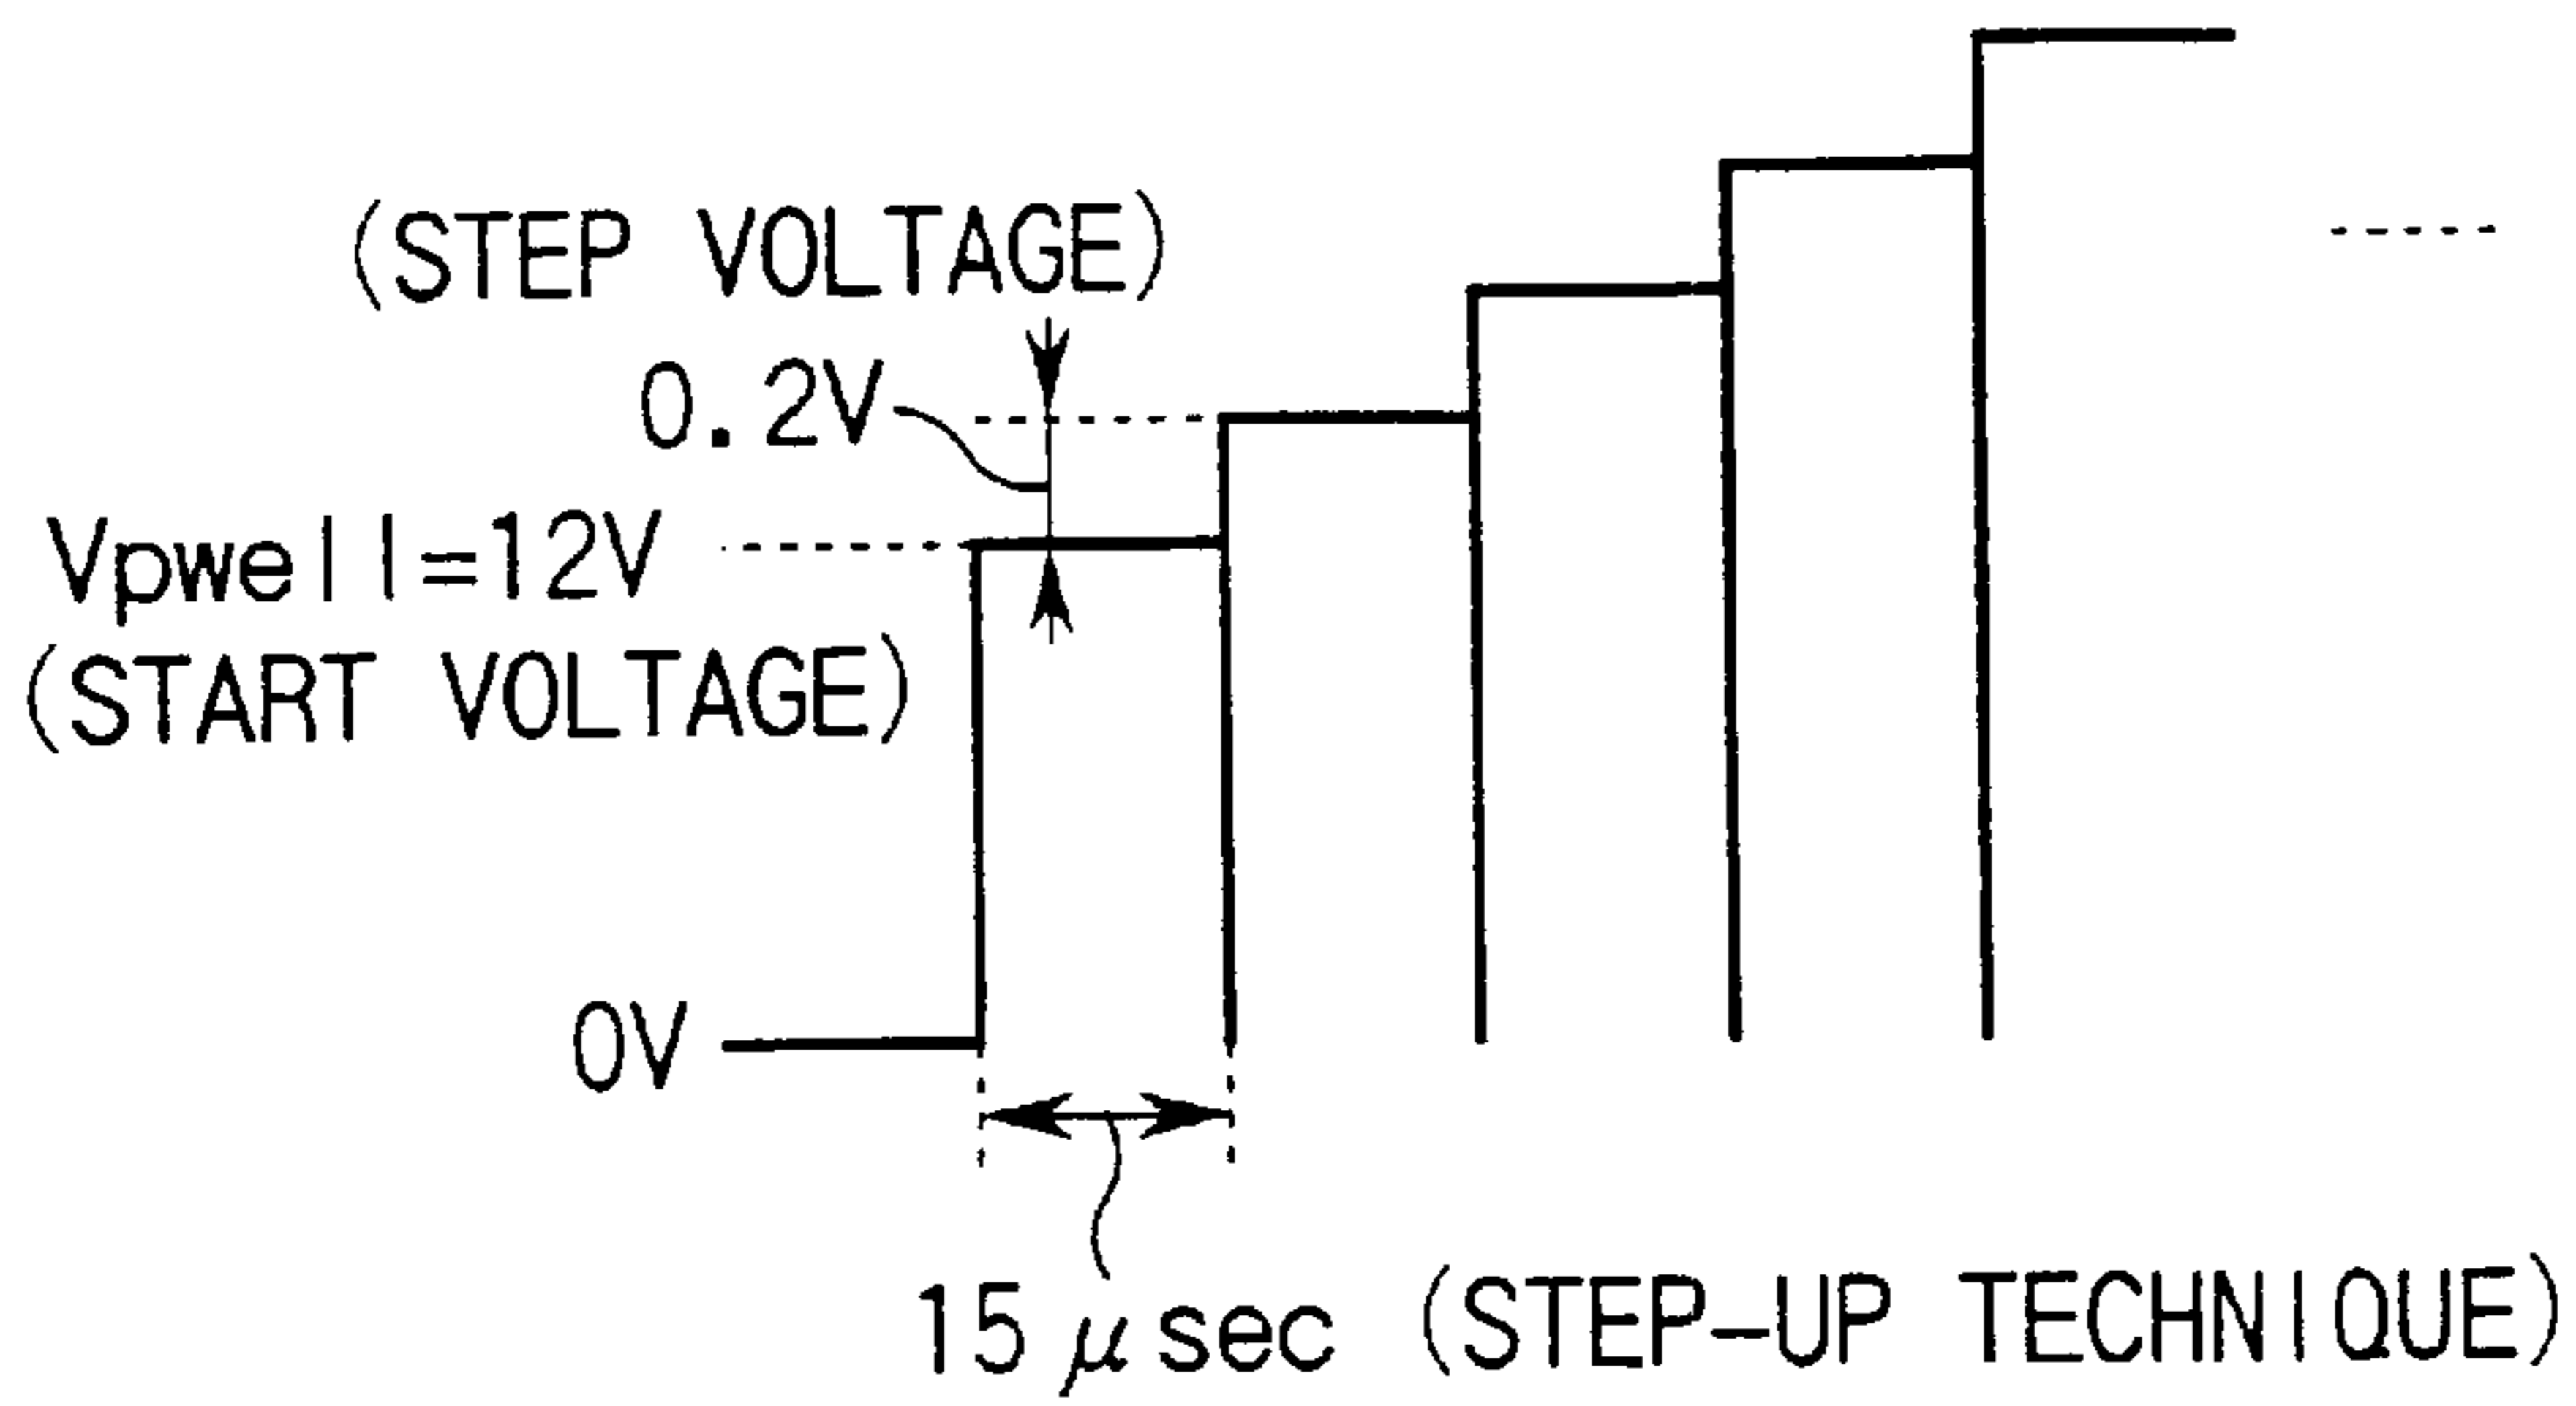 (STEP VOLTAGE)
0.2V
Vpwell=12V
(START VOLTAGE)
0V
15μsec (STEP-UP TECHNIQUE)